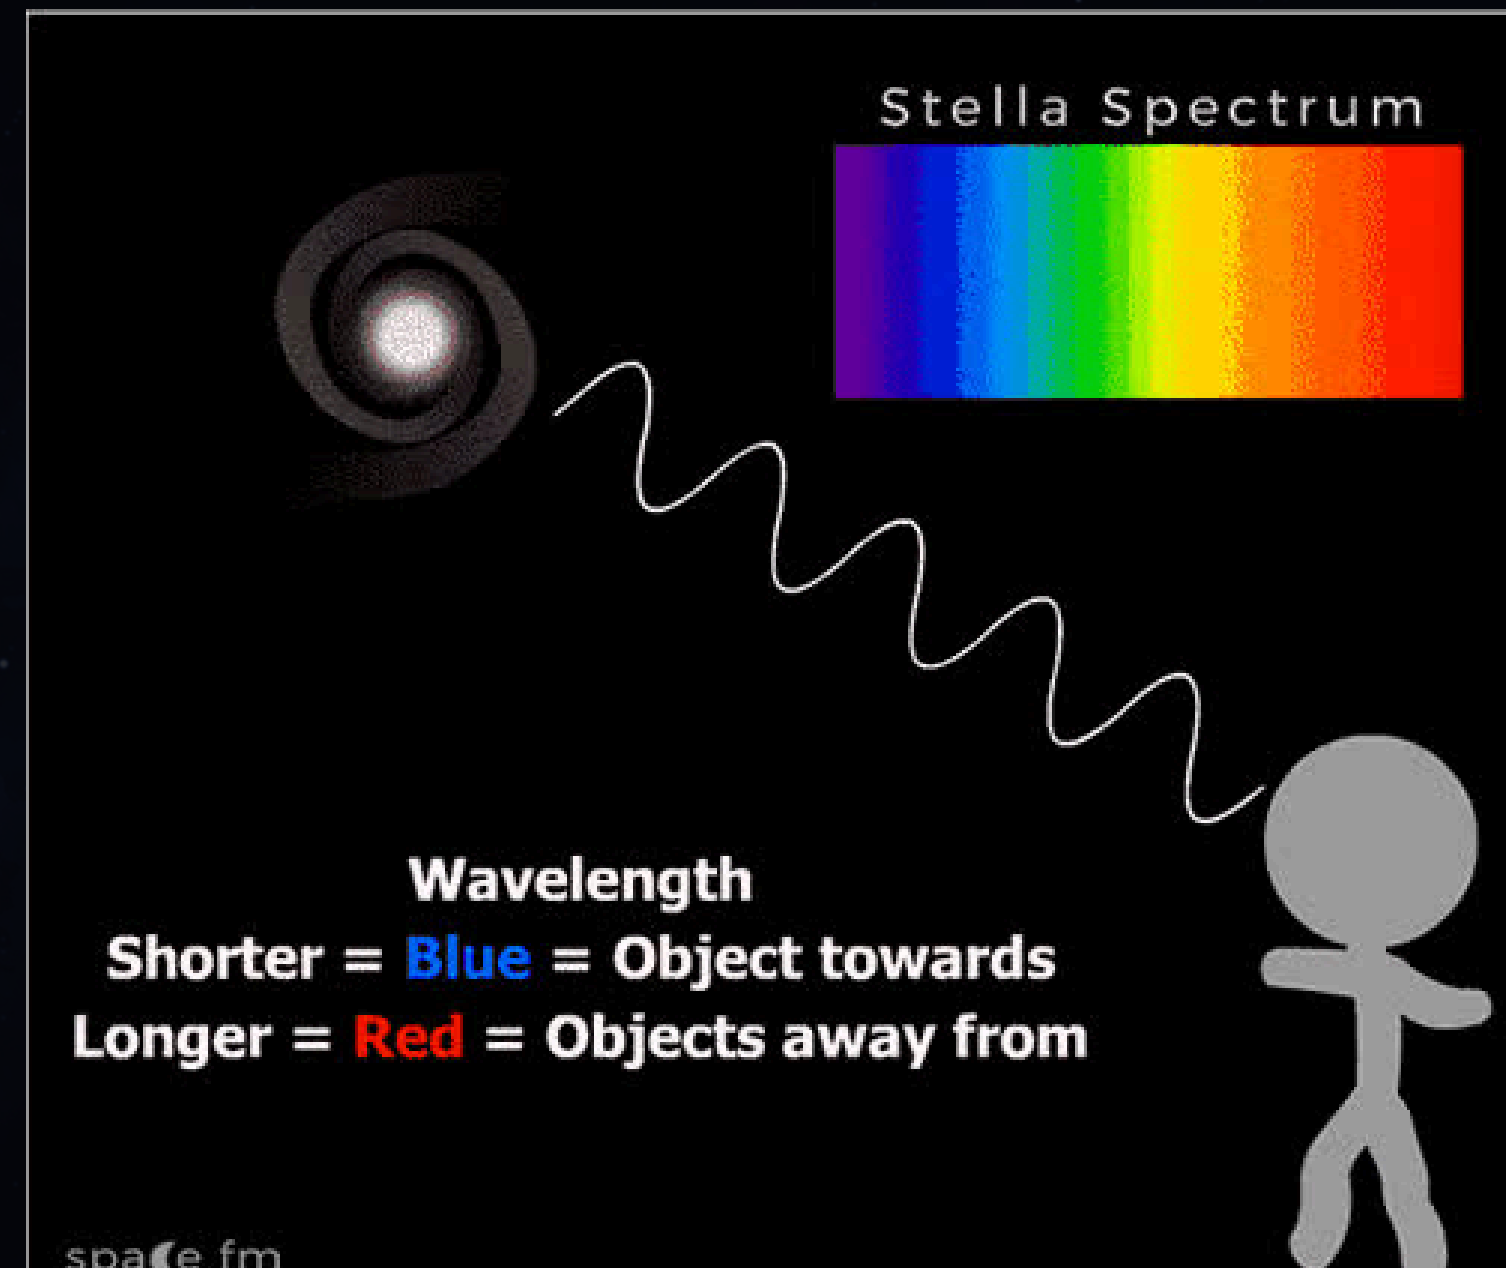 Stella Spectrum
Wavelength
Shorter = Blue = Object towards
Longer = Red = Objects away from
space fm